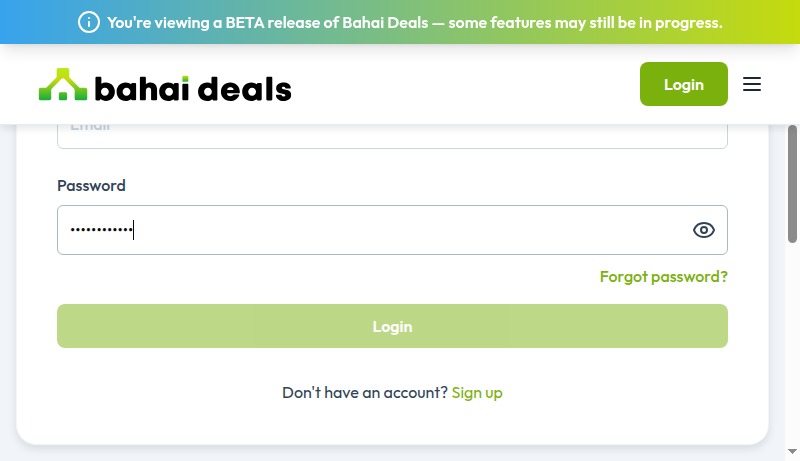 You're viewing a BETA release of Bahai Deals — some features may still be in progress.
bahai deals
Login
Email
Password
••••••••••••
Forgot password?
Login
Don't have an account? Sign up